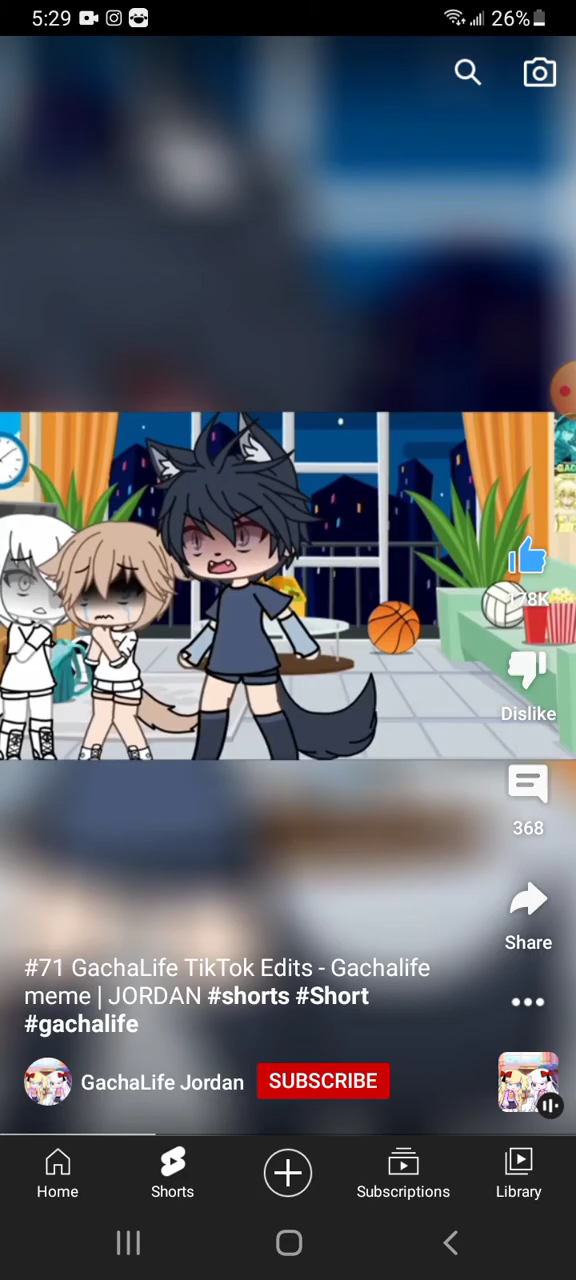 5:29
26%
178K
Dislike
368
Share
#71 GachaLife TikTok Edits - Gachalife
meme | JORDAN #shorts #Short
#gachalife
GachaLife Jordan
SUBSCRIBE
Home
Shorts
Subscriptions
Library